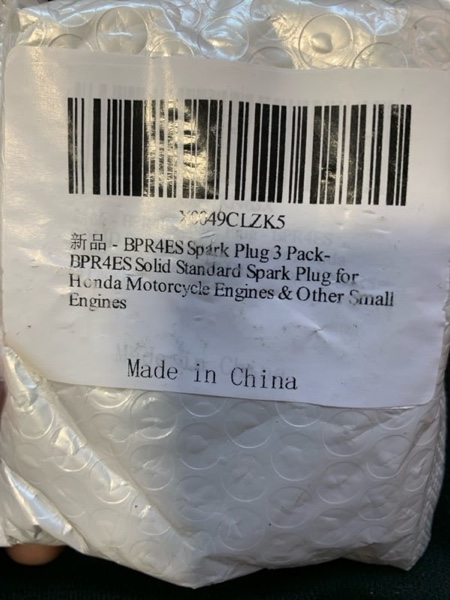 X0049CLZK5
新品 - BPR4ES Spark Plug 3 Pack-
BPR4ES Solid Standard Spark Plug for
Honda Motorcycle Engines & Other Small
Engines
Made in China